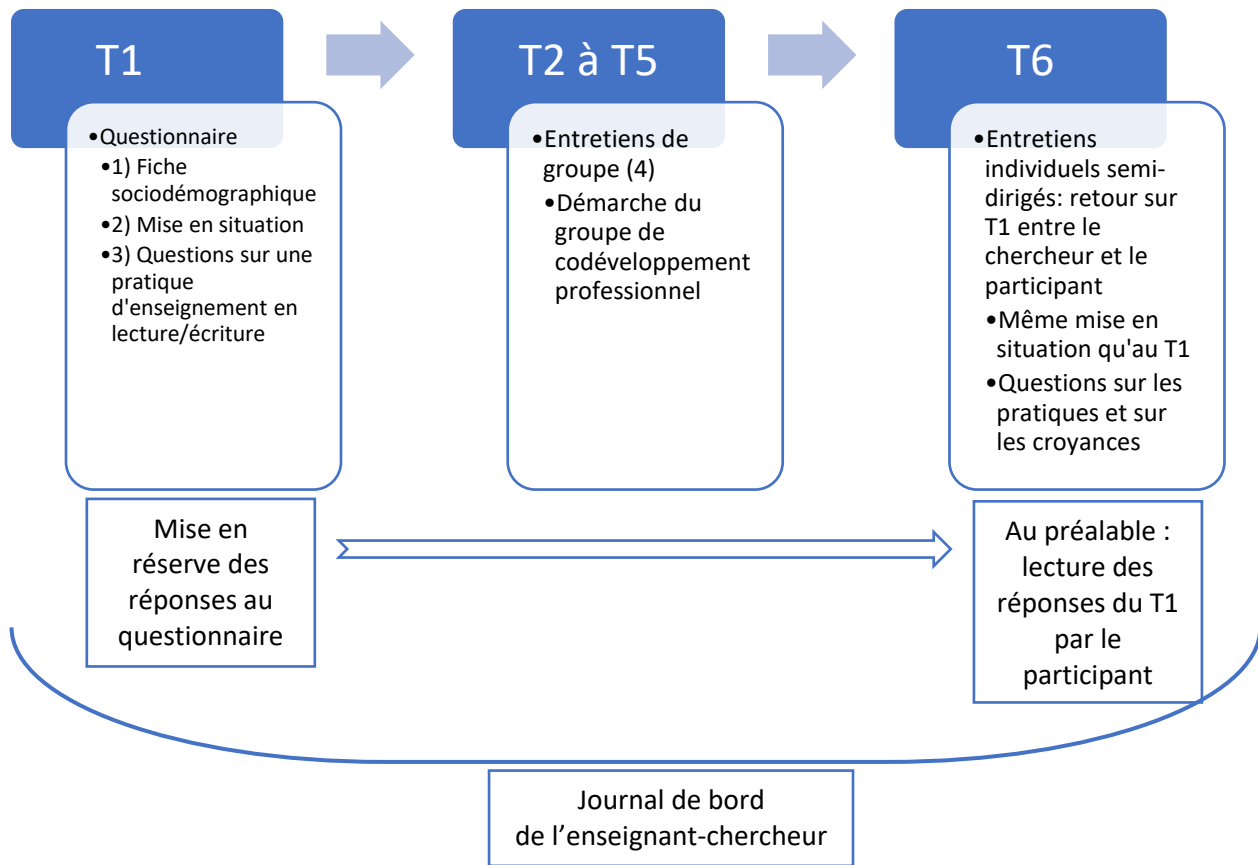 T1
•Questionnaire
•1) Fiche
sociodémographique
•2) Mise en situation
•3) Questions sur une
pratique
d'enseignement en
lecture/écriture
T2 à T5
•Entretiens de
groupe (4)
•Démarche du
groupe de
codéveloppement
professionnel
T6
•Entretiens
individuels semi-
dirigés: retour sur
T1 entre le
chercheur et le
participant
•Même mise en
situation qu'au T1
•Questions sur les
pratiques et sur
les croyances
Mise en
réserve des
réponses au
questionnaire
Au préalable :
lecture des
réponses du T1
par le
participant
Journal de bord
de l’enseignant-chercheur